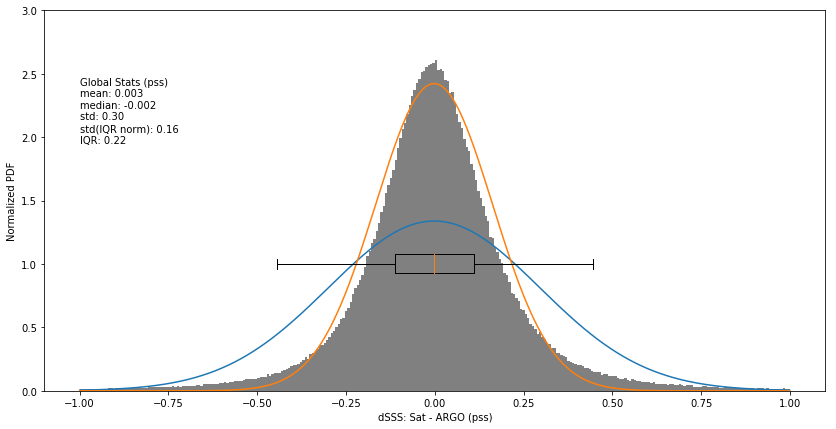 3.0
2.5
2.0
1.5
1.0
0.5
0.0
Normalized PDF
Global Stats (pss)
mean: 0.003
median: -0.002
std: 0.30
std(IQR norm): 0.16
IQR: 0.22
−1.00 −0.75 −0.50 −0.25 0.00 0.25 0.50 0.75 1.00
dSSS: Sat - ARGO (pss)